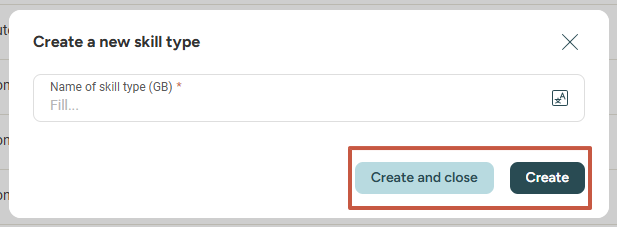 Create a new skill type
Name of skill type (GB) *
Fill...
Create and close
Create